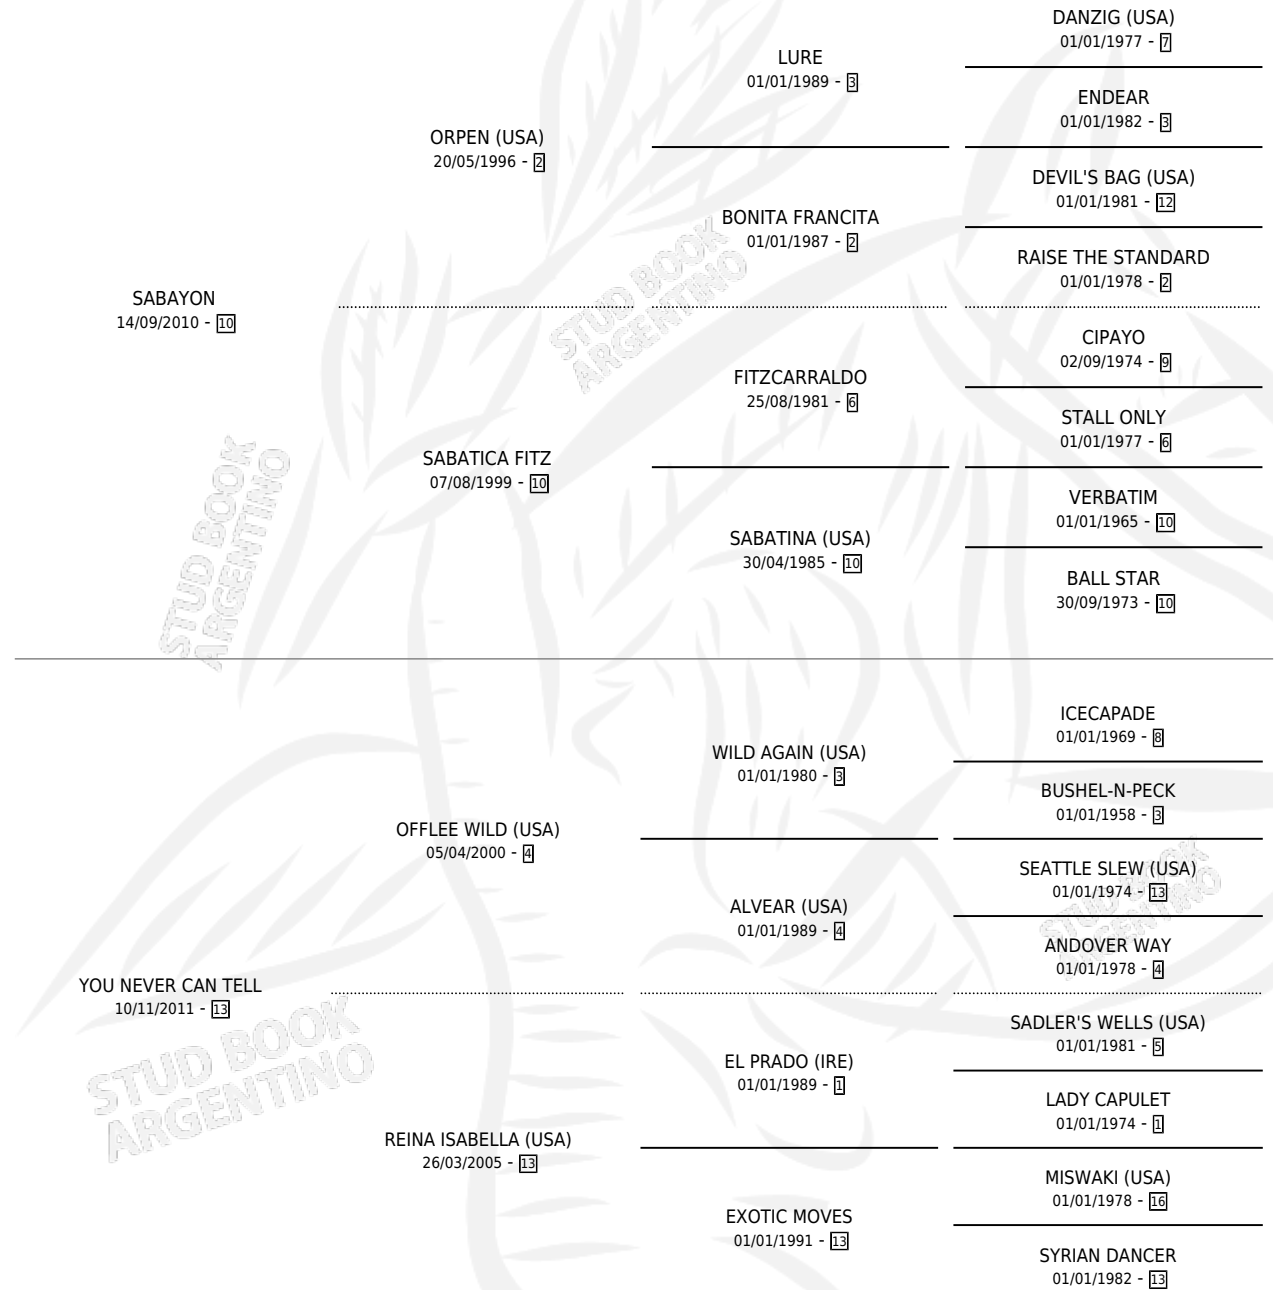 DANZIG (USA)
01/01/1977 - 7
LURE
01/01/1989 - 3
ENDEAR
01/01/1982 - 3
ORPEN (USA)
20/05/1996 - 2
DEVIL'S BAG (USA)
01/01/1981 - 12
BONITA FRANCITA
01/01/1987 - 2
RAISE THE STANDARD
01/01/1978 - 2
SABAYON
14/09/2010 - 10
STUD BOOK
ARGENTINO
CIPAYO
02/09/1974 - 9
FITZCARRALDO
25/08/1981 - 6
STALL ONLY
01/01/1977 - 6
SABATICA FITZ
07/08/1999 - 10
VERBATIM
01/01/1965 - 10
SABATINA (USA)
30/04/1985 - 10
BALL STAR
30/09/1973 - 10
STUD BOOK
ARGENTINO
ICECAPADE
01/01/1969 - 8
WILD AGAIN (USA)
01/01/1980 - 3
BUSHEL-N-PECK
01/01/1958 - 3
OFFLEE WILD (USA)
05/04/2000 - 4
SEATTLE SLEW (USA)
01/01/1974 - 13
STUD BOOK
ARGENTINO
ALVEAR (USA)
01/01/1989 - 4
ANDOVER WAY
01/01/1978 - 4
YOU NEVER CAN TELL
10/11/2011 - 13
STUD BOOK
ARGENTINO
SADLER'S WELLS (USA)
01/01/1981 - 5
EL PRADO (IRE)
01/01/1989 - 1
LADY CAPULET
01/01/1974 - 1
REINA ISABELLA (USA)
26/03/2005 - 13
MISWAKI (USA)
01/01/1978 - 16
EXOTIC MOVES
01/01/1991 - 13
SYRIAN DANCER
01/01/1982 - 13